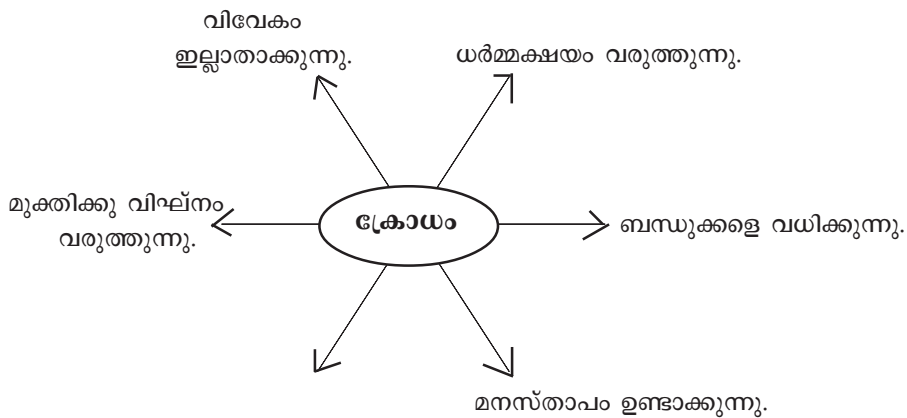 വിവേകം
ഇല്ലാതാക്കുന്നു.
ധർമ്മക്ഷയം വരുത്തുന്നു.
മുക്തിക്കു വിഘ്നം
വരുത്തുന്നു.
ക്രോധം
ബന്ധുക്കളെ വധിക്കുന്നു.
മനസ്താപം ഉണ്ടാക്കുന്നു.